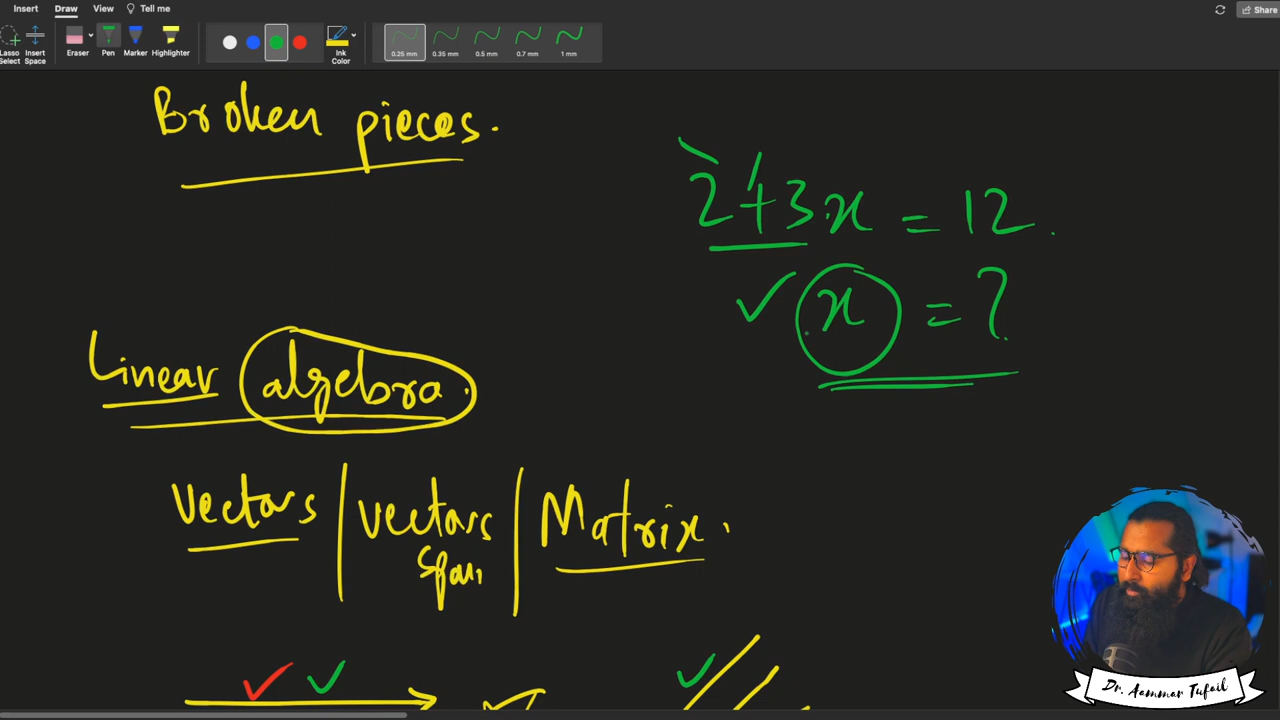 Insert Draw View Tell me
Share
Lasso Select
Insert Space
Eraser
Pen
Marker
Highlighter
Ink Color
0.25 mm
0.35 mm
0.5 mm
0.7 mm
1 mm
Broken pieces.
2+3x = 12.
x = ?
Linear algebra.
Vectors | Vectors | Matrix.
Dr. Aammar Tufail